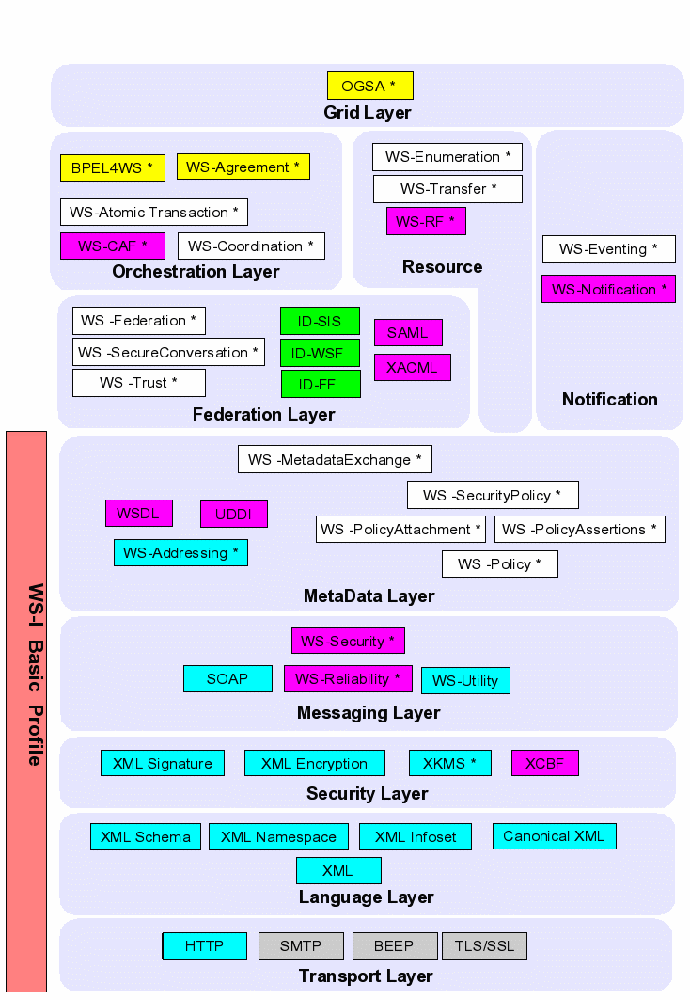 OGSA *
Grid Layer
BPEL4WS *
WS-Agreement *
WS-Atomic Transaction *
WS-CAF *
WS-Coordination *
Orchestration Layer
WS-Enumeration *
WS-Transfer *
WS-RF *
Resource
WS-Eventing *
WS-Notification *
Notification
WS -Federation *
WS -SecureConversation *
WS -Trust *
ID-SIS
ID-WSF
ID-FF
SAML
XACML
Federation Layer
WS-I Basic Profile
WS -MetadataExchange *
WS -SecurityPolicy *
WSDL
UDDI
WS -PolicyAttachment *
WS -PolicyAssertions *
WS-Addressing *
WS -Policy *
MetaData Layer
WS-Security *
SOAP
WS-Reliability *
WS-Utility
Messaging Layer
XML Signature
XML Encryption
XKMS *
XCBF
Security Layer
XML Schema
XML Namespace
XML Infoset
Canonical XML
XML
Language Layer
HTTP
SMTP
BEEP
TLS/SSL
Transport Layer